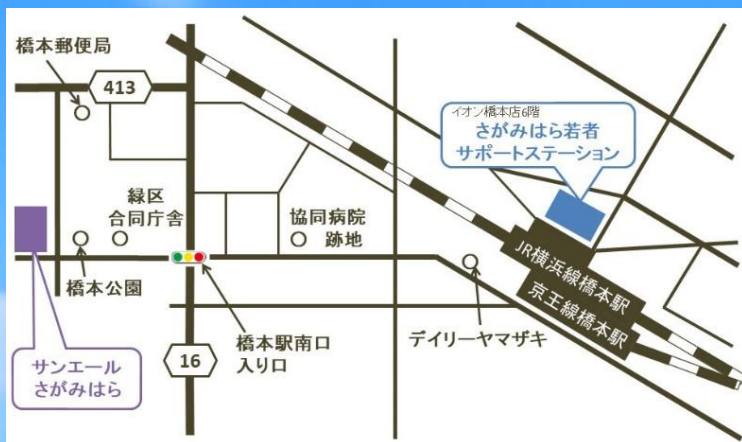 橋本郵便局
413
イオン橋本店6階
さがみはら若者
サポートステーション
緑区
合同庁舎
協同病院
跡地
橋本公園
JR横浜線橋本駅
京王線橋本駅
橋本駅南口
入り口
デイリーヤマザキ
サンエール
さがみはら
16